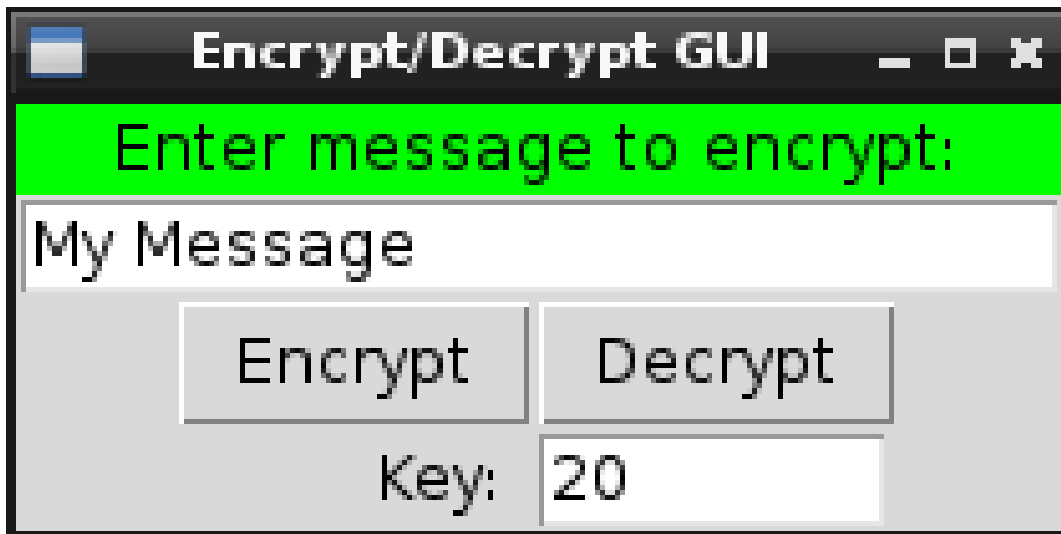 Encrypt/Decrypt GUI
Enter message to encrypt:
My Message
Encrypt Decrypt
Key: 20